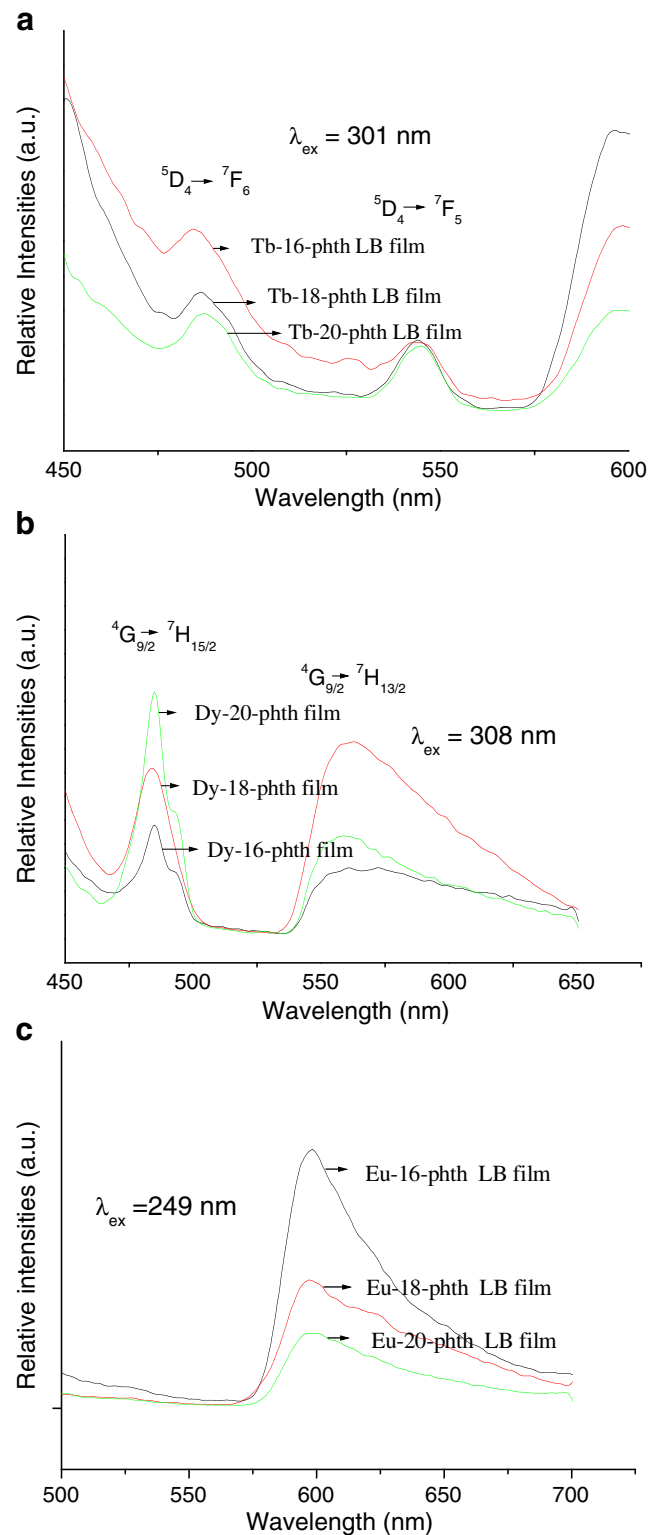 a
λex = 301 nm
5D4 → 7F6
5D4 → 7F5
Tb-16-phth LB film
Tb-18-phth LB film
Tb-20-phth LB film
Relative Intensities (a.u.)
450 500 550 600
Wavelength (nm)
b
4G9/2 → 7H15/2
4G9/2 → 7H13/2
Dy-20-phth film
λex = 308 nm
Dy-18-phth film
Dy-16-phth film
Relative Intensities (a.u.)
450 500 550 600 650
Wavelength (nm)
c
Eu-16-phth LB film
λex =249 nm
Eu-18-phth LB film
Eu-20-phth LB film
Relative intensities (a.u.)
500 550 600 650 700
Wavelength (nm)